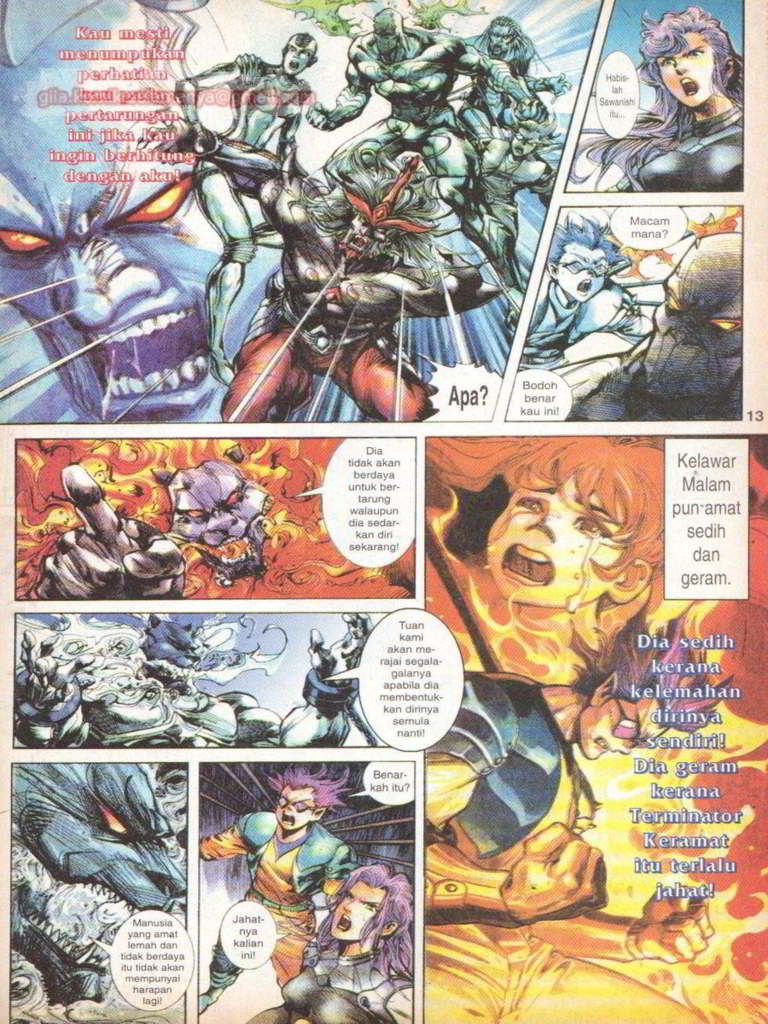 Kau mesti
menumpukan
perhatian
kau pada
pertarungan
ini jika kau
ingin berhitung
dengan aku!
Apa?
Habis-
lah
Sawanishi
itu...
Macam
mana?
Bodoh
benar
kau ini!
13
Dia
tidak akan
berdaya
untuk ber-
tarung
walaupun
dia sedar-
kan diri
sekarang!
Tuan
kami
akan me-
rajai segala-
galanya
apabila dia
membentuk-
kan dirinya
semula
nanti!
Manusia
yang amat
lemah dan
tidak berdaya
itu tidak akan
mempunyai
harapan
lagi!
Benar-
kah itu?
Jahat-
nya
kalian
ini!
Kelawar
Malam
pun amat
sedih
dan
geram.
Dia sedih
kerana
kelemahan
dirinya
sendiri!
Dia geram
kerana
Terminator
Keramat
itu terlalu
jahat!